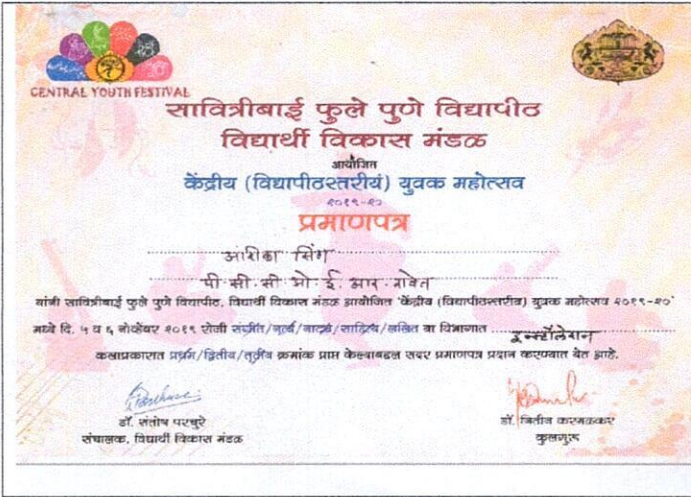 CENTRAL YOUTH FESTIVAL
सावित्रीबाई फुले पुणे विद्यापीठ
विद्यार्थी विकास मंडळ
आयोजित
केंद्रीय (विद्यापीठस्तरीय) युवक महोत्सव
२०१९-२०
प्रमाणपत्र
सिंग
पी.सी.सी.ओ.ई.आर. रावेत
यांनी सावित्रीबाई फुले पुणे विद्यापीठ, विद्यार्थी विकास मंडळ आयोजित 'केंद्रीय (विद्यापीठस्तरीय) युवक महोत्सव २०१९-२०'
मध्ये दि. ५ व ६ नोव्हेंबर २०१९ रोजी संगीत/नृत्य/नाट्य/साहित्य/ललित या विभागात इन्स्टॉलेशन
कलाप्रकारात प्रथम/द्वितीय/तृतीय क्रमांक प्राप्त केल्याबद्दल सदर प्रमाणपत्र प्रदान करण्यात येत आहे.
डॉ. संतोष परचुरे
संचालक, विद्यार्थी विकास मंडळ
डॉ. नितीन करमळकर
कुलगुरू